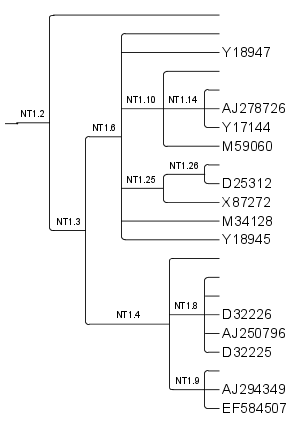 Y18947
NT1.10
NT1.14
AJ278726
NT1.2
Y17144
NT1.6
M59060
NT1.26
NT1.25
D25312
X87272
NT1.3
M34128
Y18945
NT1.8
NT1.4
D32226
AJ250796
D32225
NT1.9
AJ294349
EF584507